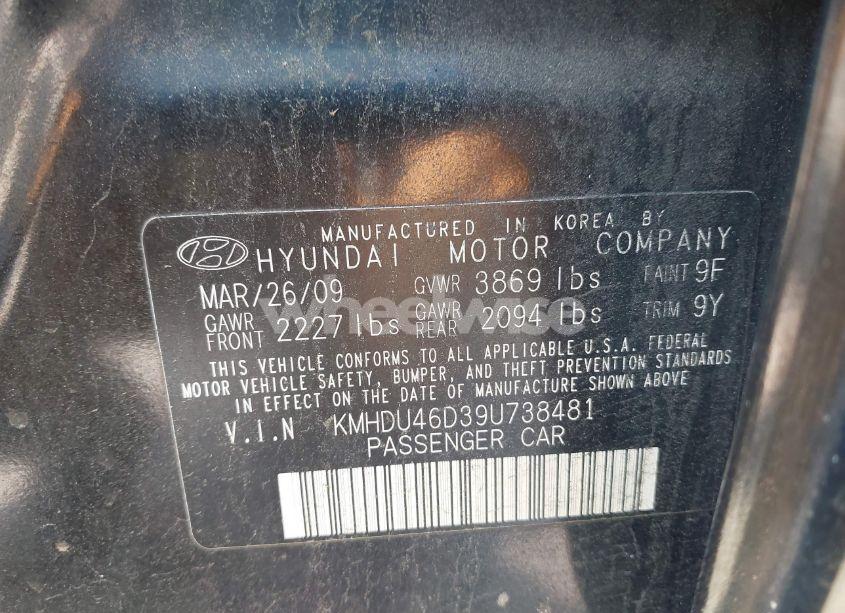 MANUFACTURED IN KOREA BY
HYUNDAI MOTOR COMPANY
MAR/26/09 GVWR 3869 lbs PAINT 9F
GAWR FRONT 2227 lbs GAWR REAR 2094 lbs TRIM 9Y
THIS VEHICLE CONFORMS TO ALL APPLICABLE U.S.A. FEDERAL
MOTOR VEHICLE SAFETY, BUMPER, AND THEFT PREVENTION STANDARDS
IN EFFECT ON THE DATE OF MANUFACTURE SHOWN ABOVE
V.I.N KMHDU46D39U738481
PASSENGER CAR
wheelwise